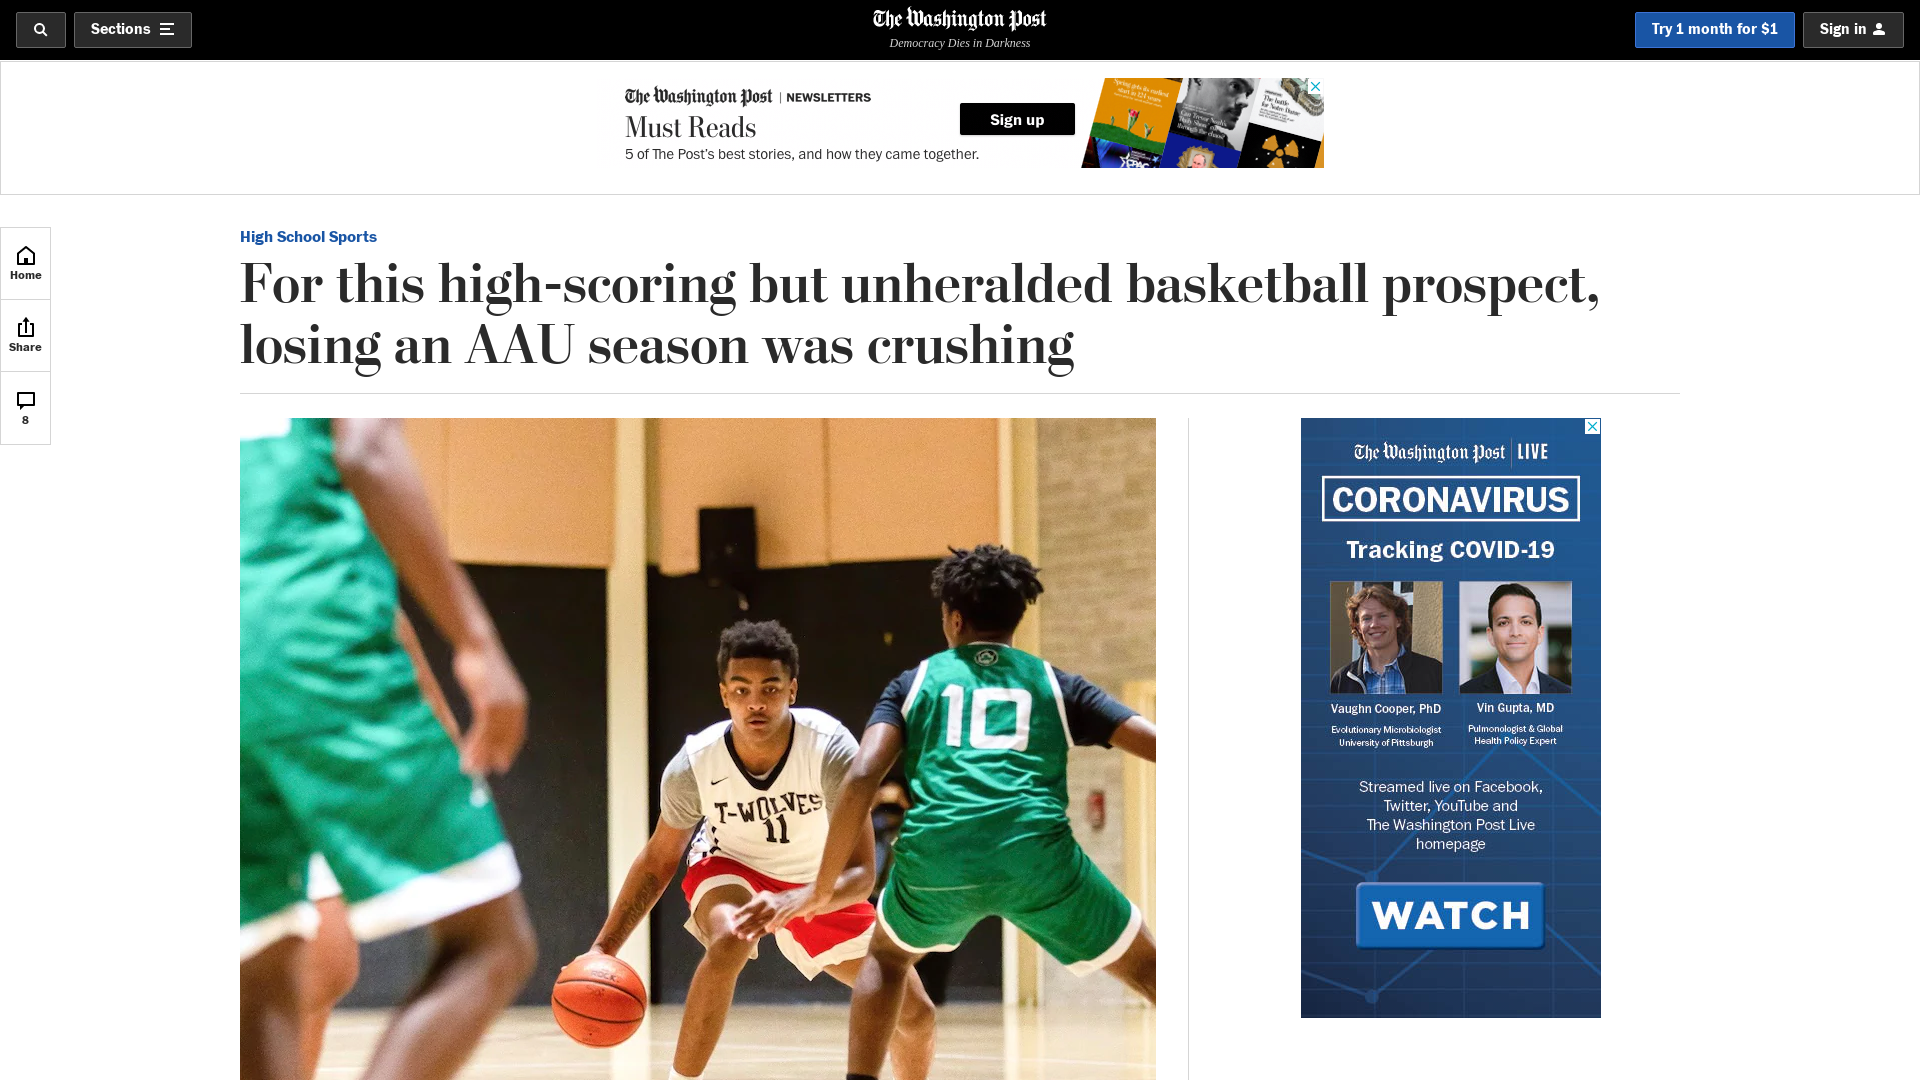 Sections
The Washington Post
Democracy Dies in Darkness
Try 1 month for $1
Sign in
The Washington Post | NEWSLETTERS
Must Reads
5 of The Post's best stories, and how they came together.
Sign up
Home
Share
8
High School Sports
For this high-scoring but unheralded basketball prospect,
losing an AAU season was crushing
T-WOLVES
11
10
The Washington Post LIVE
CORONAVIRUS
Tracking COVID-19
Vaughn Cooper, PhD
Evolutionary Microbiologist
University of Pittsburgh
Vin Gupta, MD
Pulmonologist & Global
Health Policy Expert
Streamed live on Facebook,
Twitter, YouTube and
The Washington Post Live
homepage
WATCH